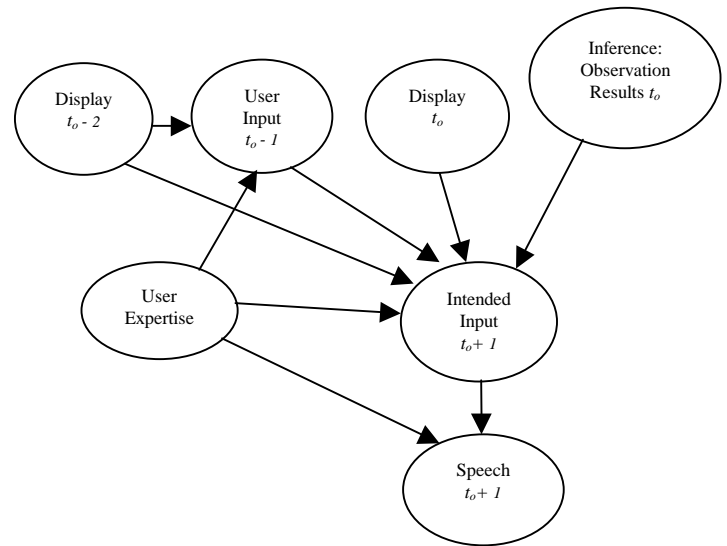 Display
t₀ - 2
User
Input
t₀ - 1
Display
t₀
Inference:
Observation
Results t₀
User
Expertise
Intended
Input
t₀+ 1
Speech
t₀+ 1